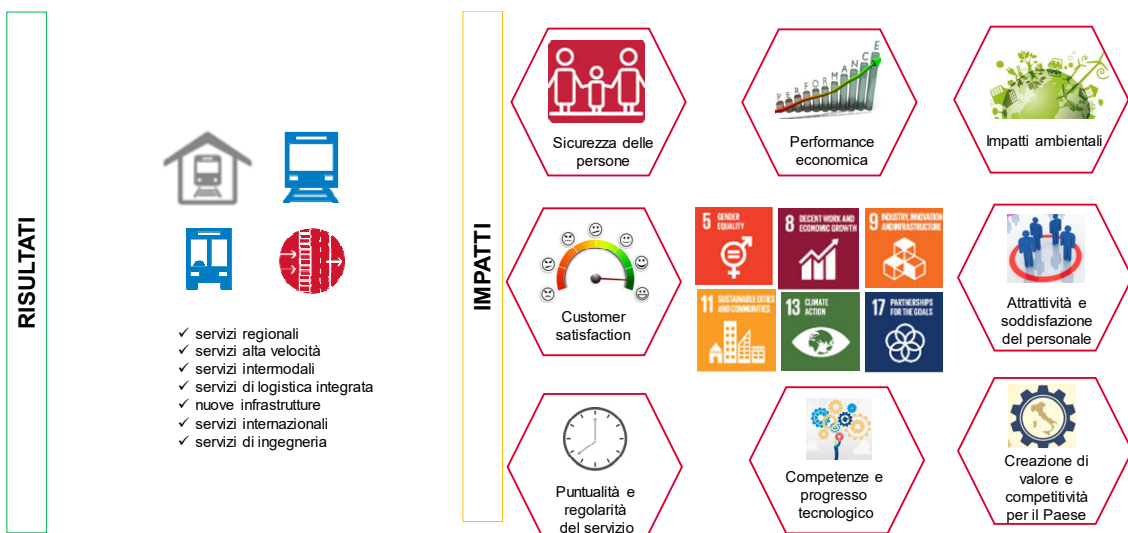 RISULTATI
✓ servizi regionali
✓ servizi alta velocità
✓ servizi intermodali
✓ servizi di logistica integrata
✓ nuove infrastrutture
✓ servizi internazionali
✓ servizi di ingegneria
IMPATTI
Sicurezza delle
persone
PERFORMANCE
Performance
economica
Impatti ambientali
Customer
satisfaction
5 GENDER
EQUALITY
8 DECENT WORK AND
ECONOMIC GROWTH
9 INDUSTRY, INNOVATION
AND INFRASTRUCTURE
11 SUSTAINABLE CITIES
AND COMMUNITIES
13 CLIMATE
ACTION
17 PARTNERSHIPS
FOR THE GOALS
Attrattività e
soddisfazione
del personale
Puntualità e
regolarità
del servizio
Competenze e
progresso
tecnologico
Creazione di
valore e
competitività
per il Paese